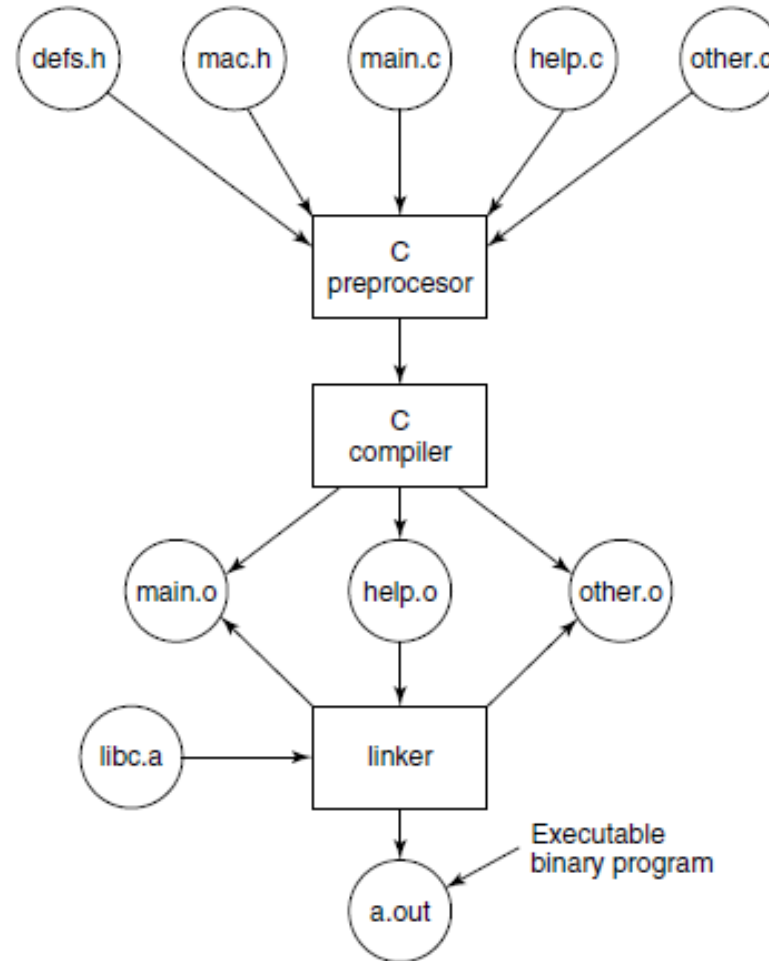 defs.h
mac.h
main.c
help.c
other.c
C
preprocesor
C
compiler
main.o
help.o
other.o
libc.a
linker
Executable
binary program
a.out